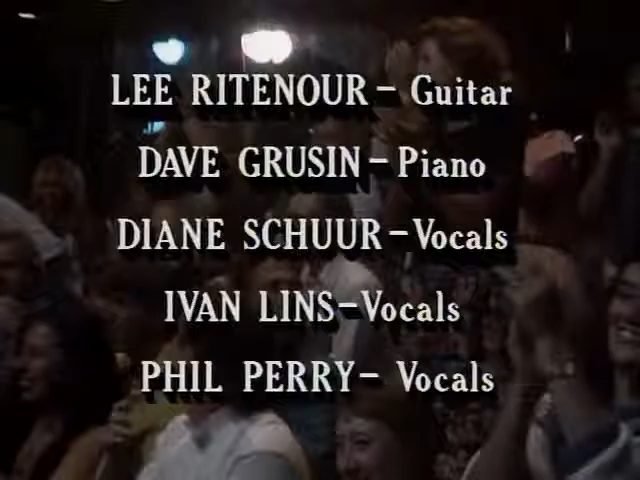 LEE RITENOUR - Guitar
DAVE GRUSIN - Piano
DIANE SCHUUR - Vocals
IVAN LINS - Vocals
PHIL PERRY - Vocals